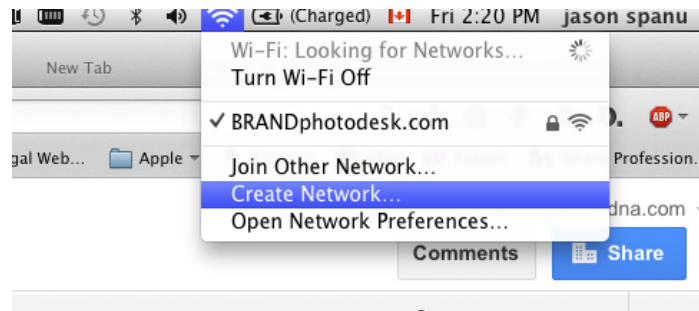 (Charged) Fri 2:20 PM jason spanu
New Tab
Wi-Fi: Looking for Networks...
Turn Wi-Fi Off
BRANDphotodesk.com
ABP
gal Web... Apple Profession.
Join Other Network...
Create Network...
dna.com
Open Network Preferences...
Comments Share